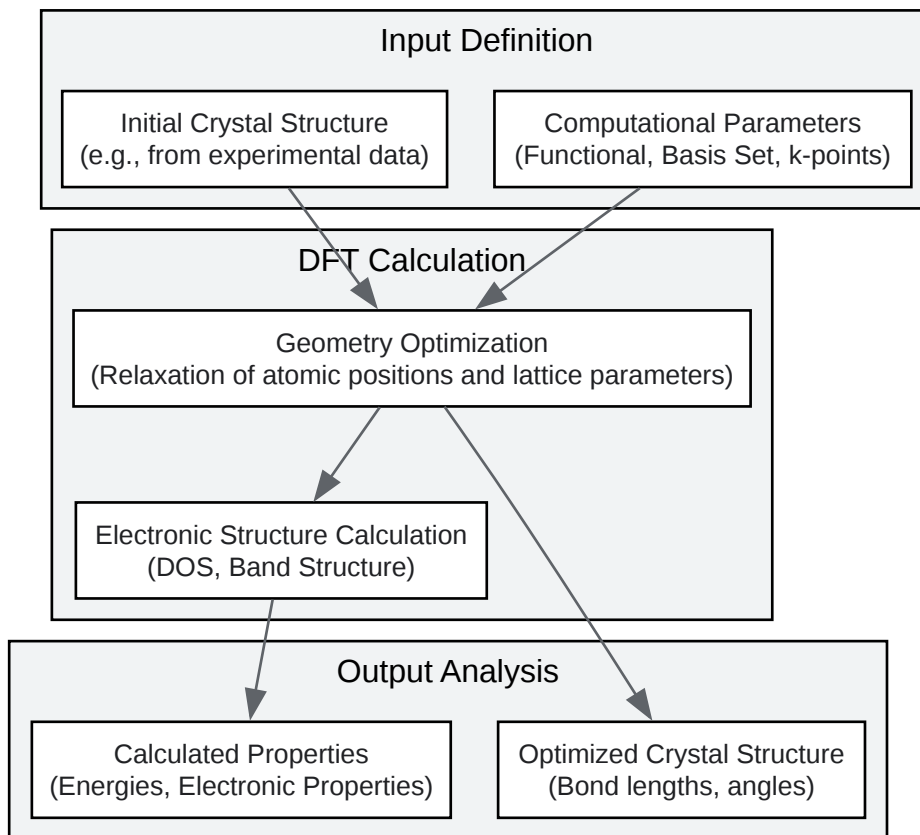 Input Definition
Initial Crystal Structure
(e.g., from experimental data)
Computational Parameters
(Functional, Basis Set, k-points)
DFT Calculation
Geometry Optimization
(Relaxation of atomic positions and lattice parameters)
Electronic Structure Calculation
(DOS, Band Structure)
Output Analysis
Calculated Properties
(Energies, Electronic Properties)
Optimized Crystal Structure
(Bond lengths, angles)